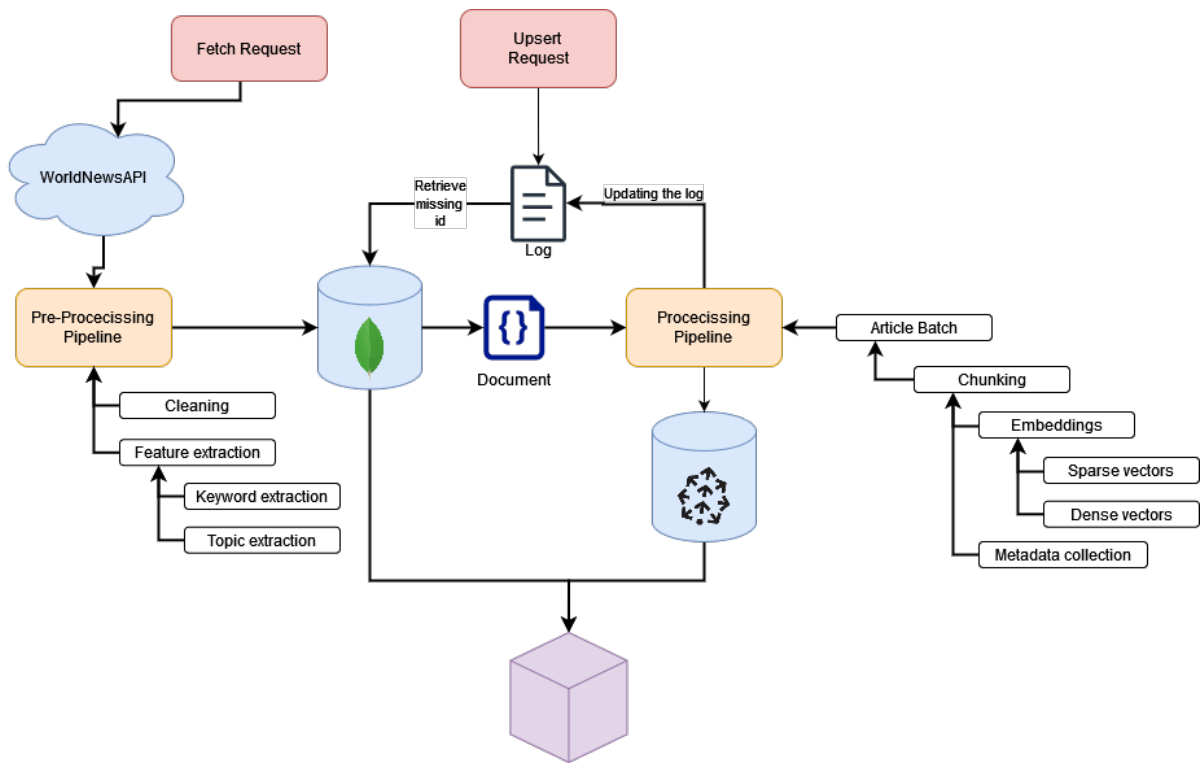 Fetch Request
Upsert
Request
WorldNewsAPI
Retrieve
missing
id
Updating the log
Log
Pre-Procecissing
Pipeline
Document
Procecissing
Pipeline
Article Batch
Chunking
Embeddings
Sparse vectors
Dense vectors
Metadata collection
Cleaning
Feature extraction
Keyword extraction
Topic extraction